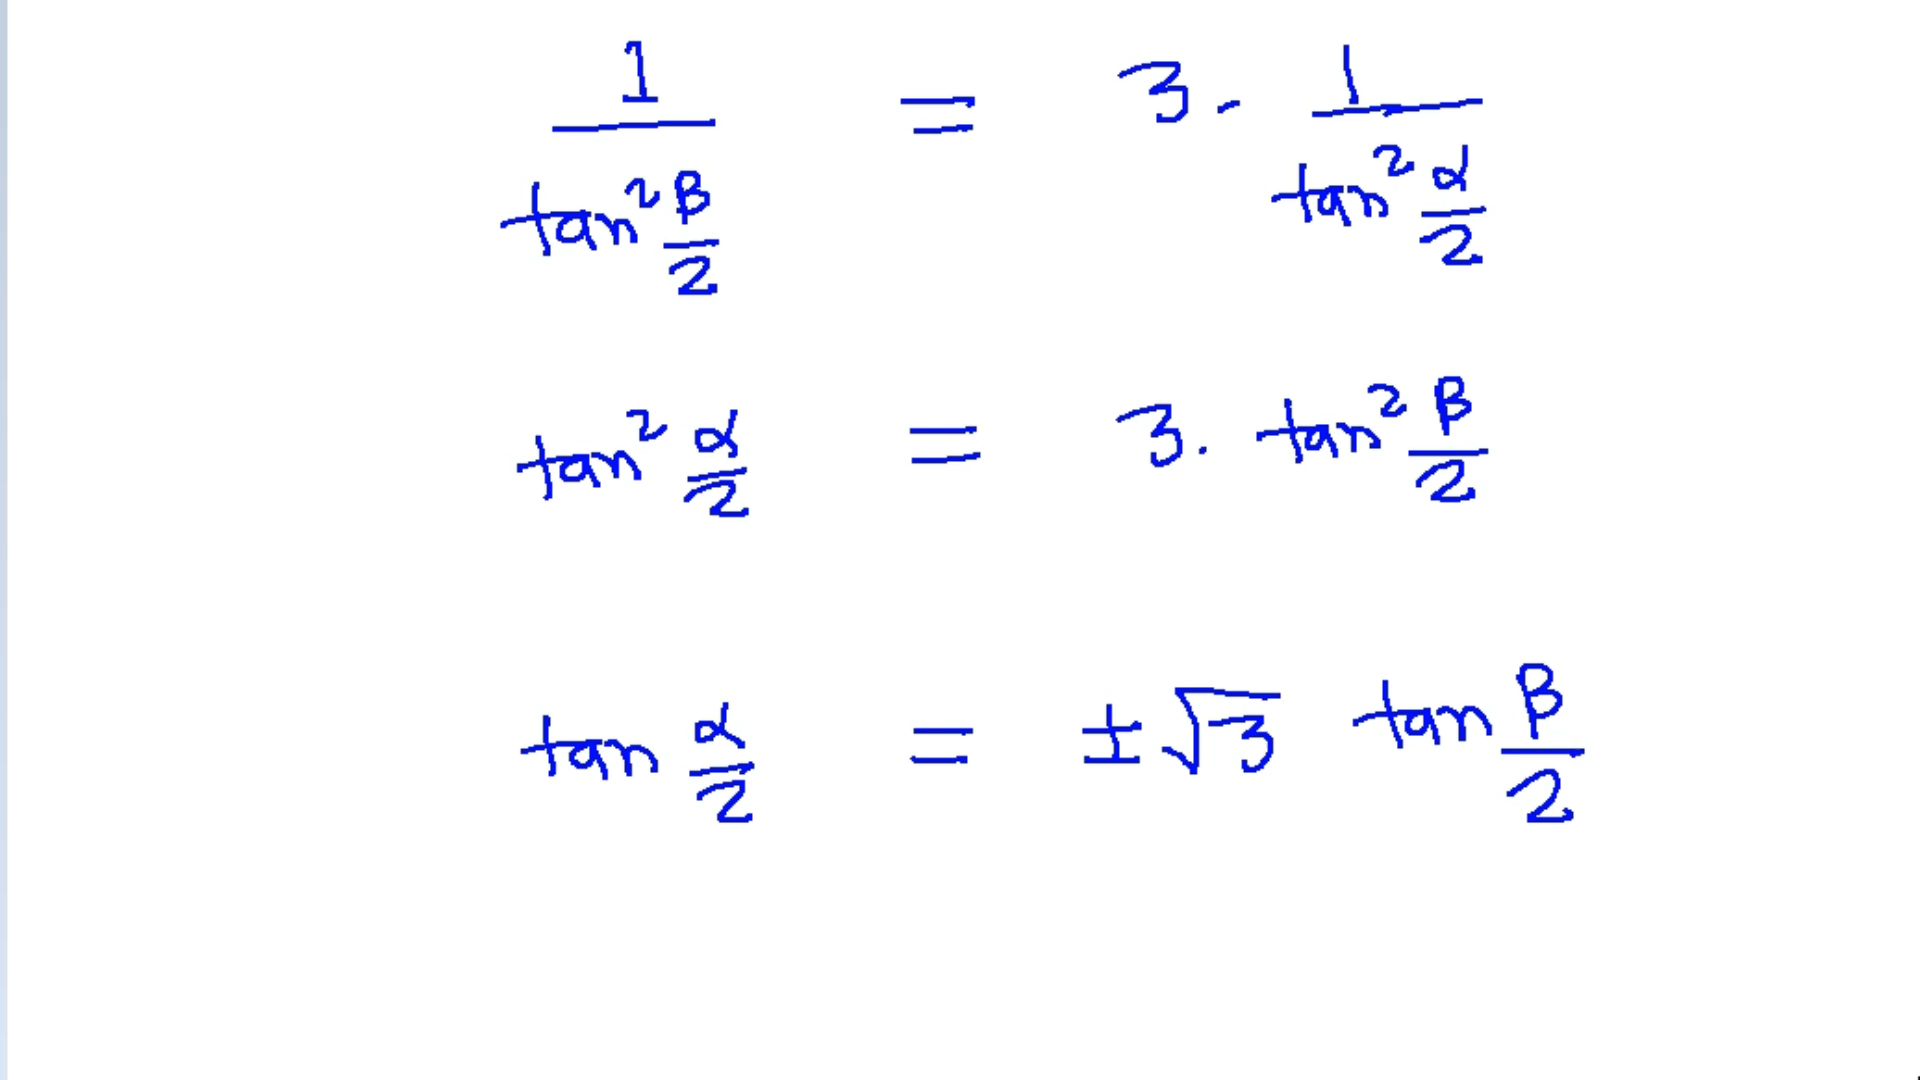 1/tan² β/2 = 3 · 1/tan² α/2
tan² α/2 = 3. tan² β/2
tan α/2 = ±√3 tan β/2